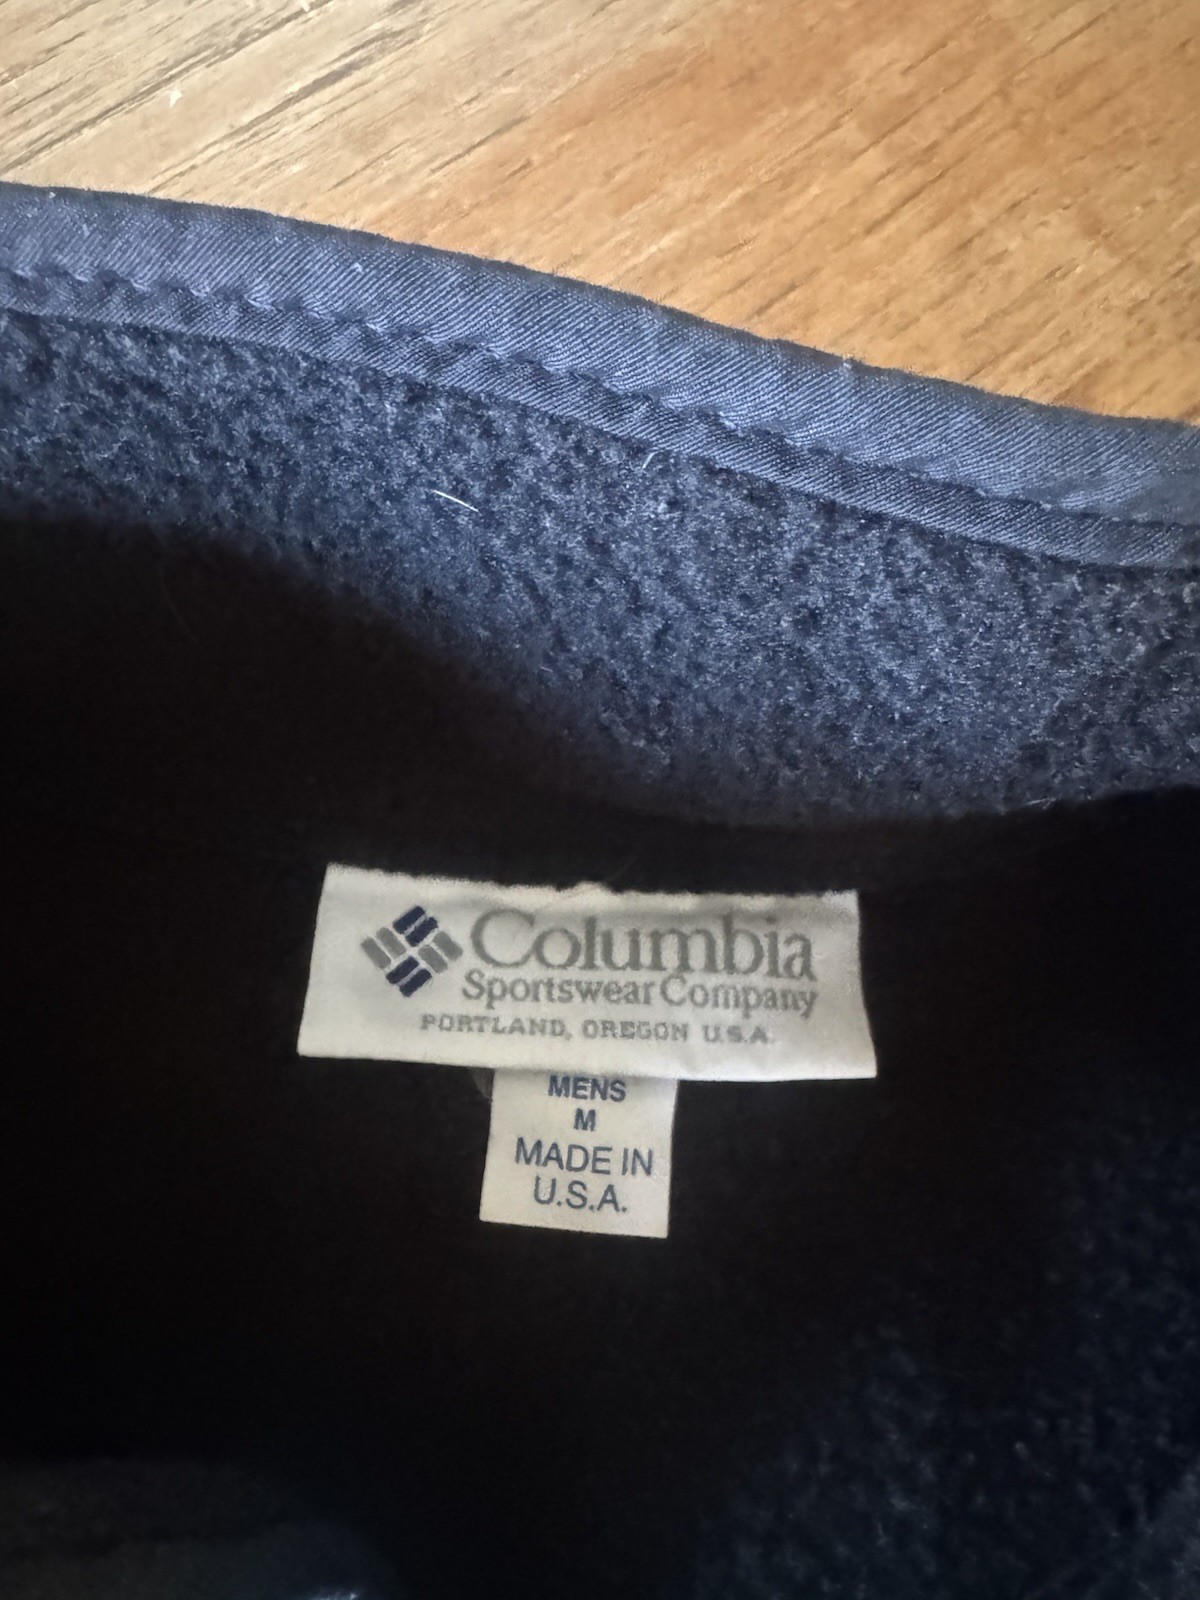 Columbia
Sportswear Company
PORTLAND, OREGON U.S.A.
MENS
M
MADE IN
U.S.A.